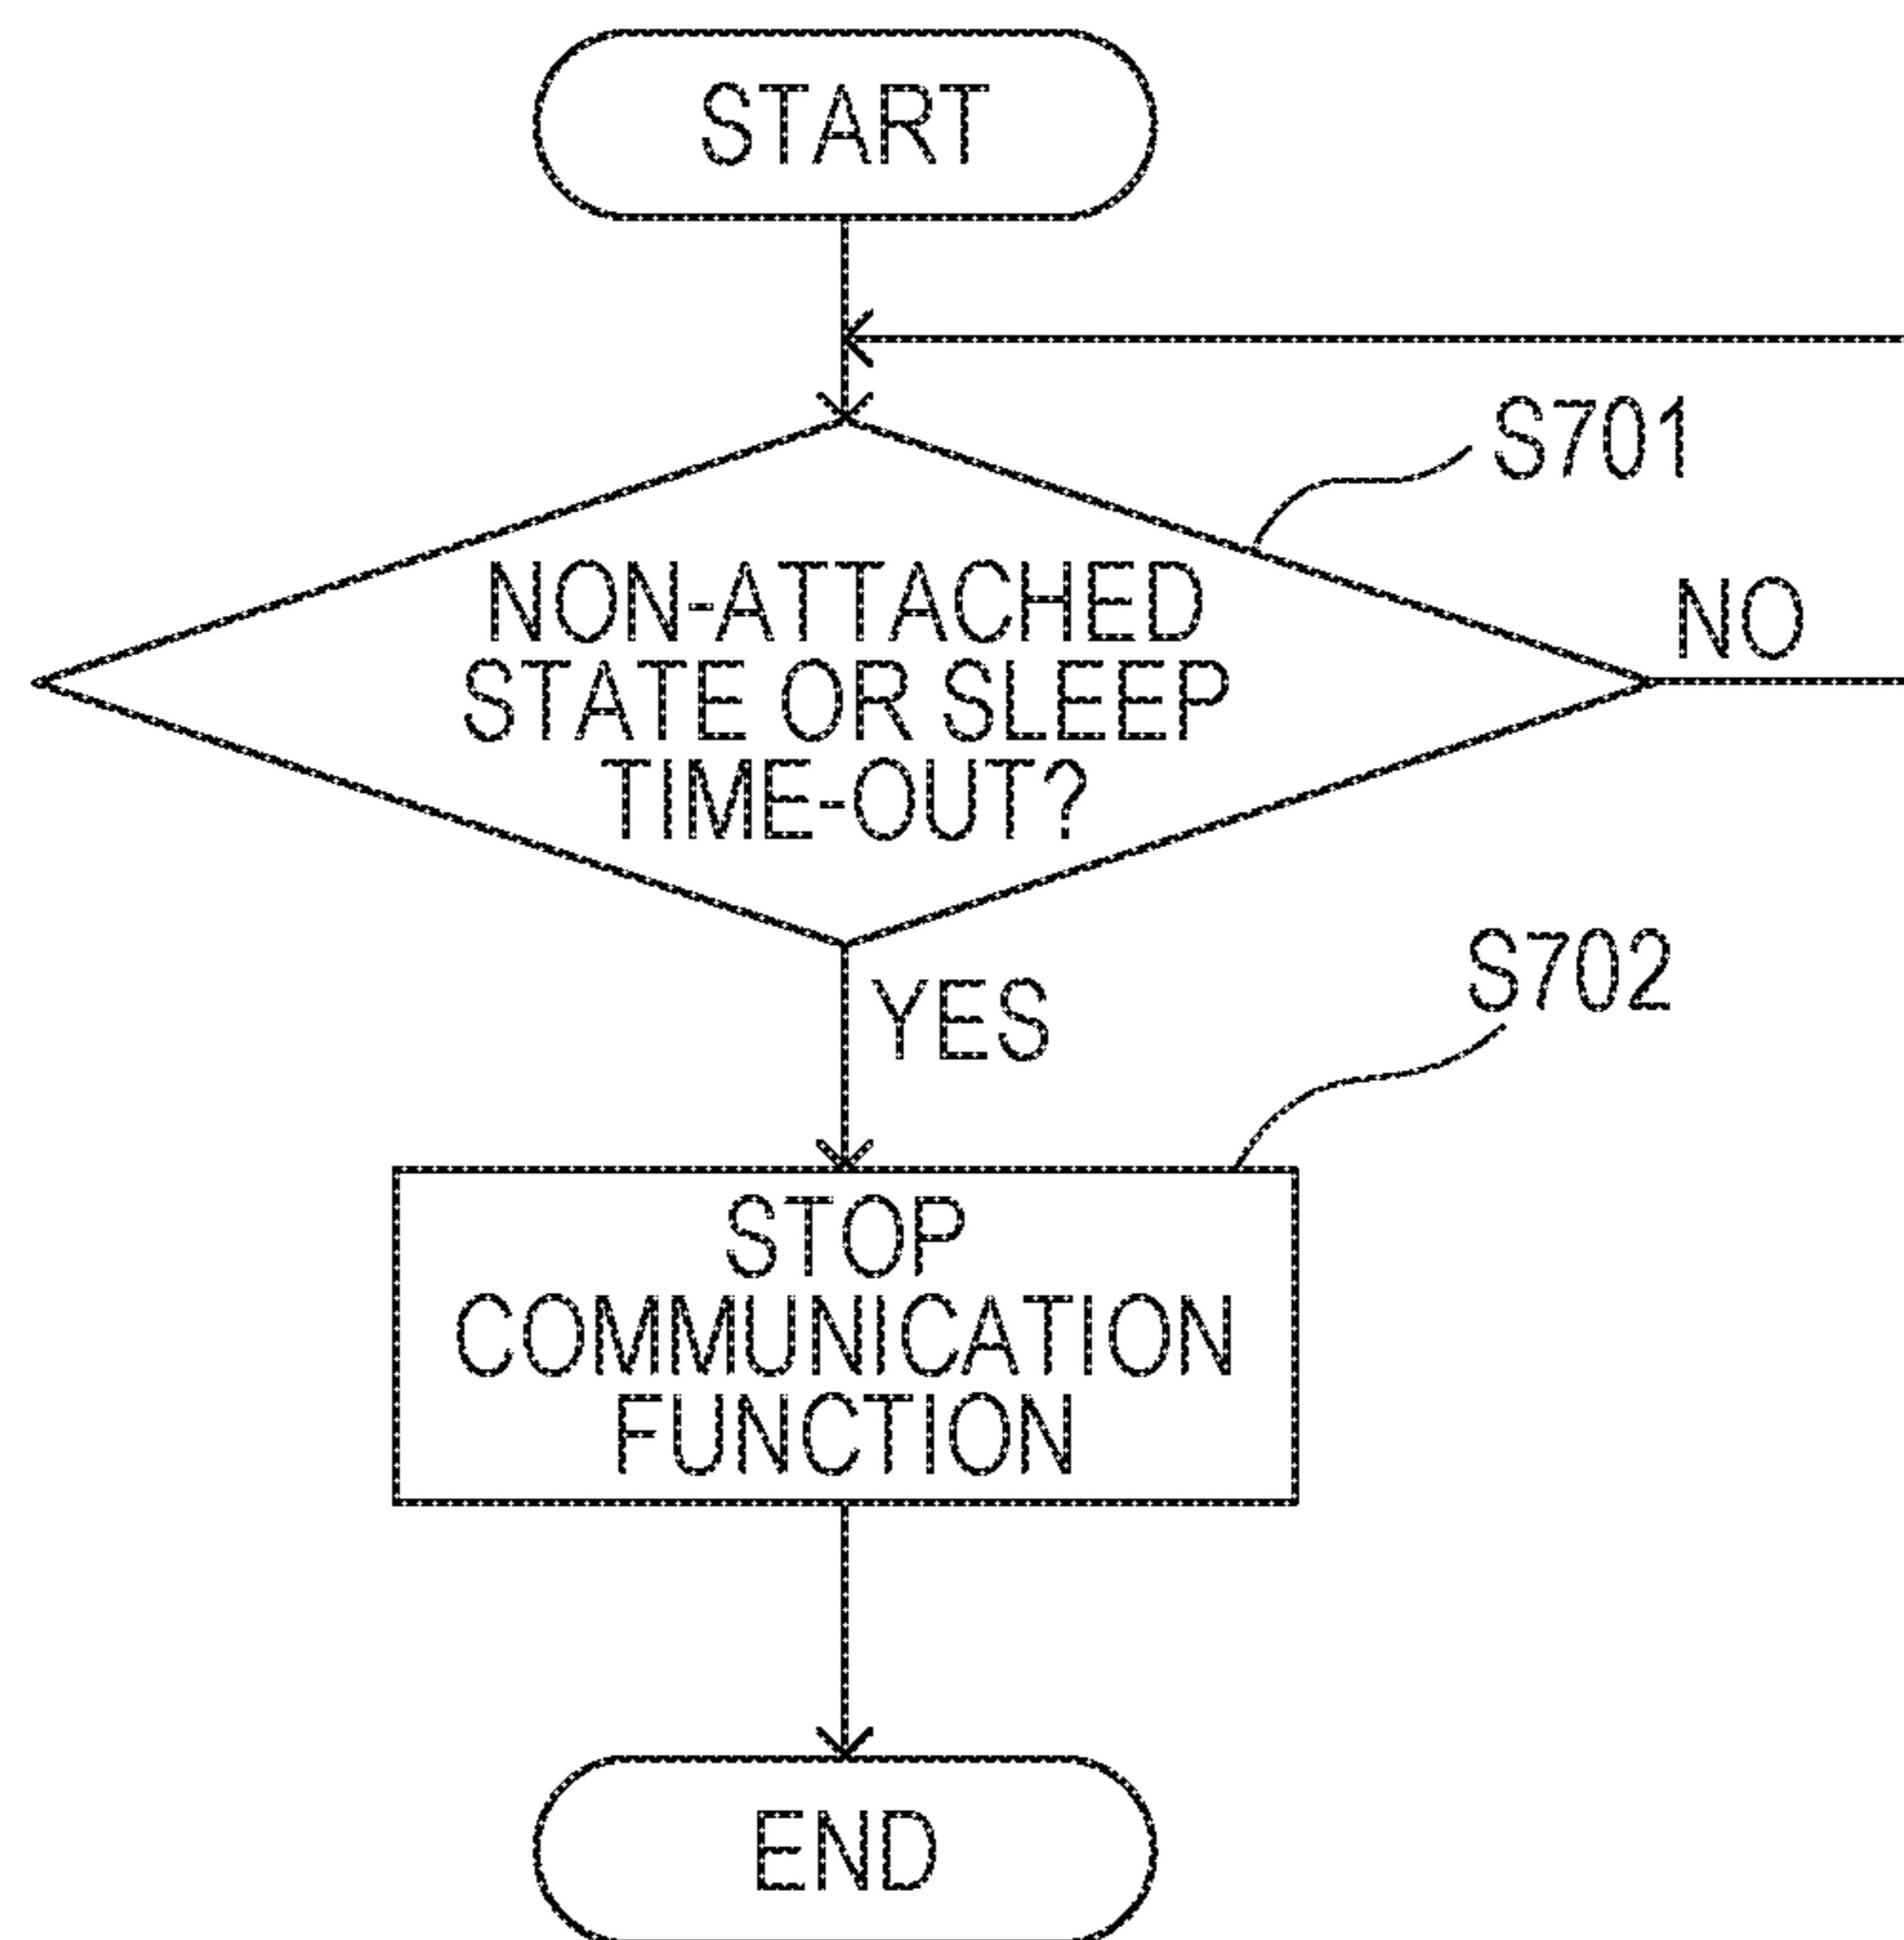 START
S701
NON-ATTACHED
STATE OR SLEEP
TIME-OUT?
NO
YES
S702
STOP
COMMUNICATION
FUNCTION
END